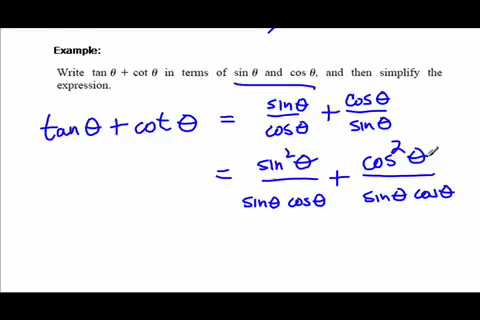 Example:
Write tan θ + cot θ in terms of sin θ and cos θ, and then simplify the
expression.
tan θ + cot θ = sinθ/cosθ + cosθ/sinθ
= sin²θ/sinθ cosθ + cos²θ/sinθ cosθ